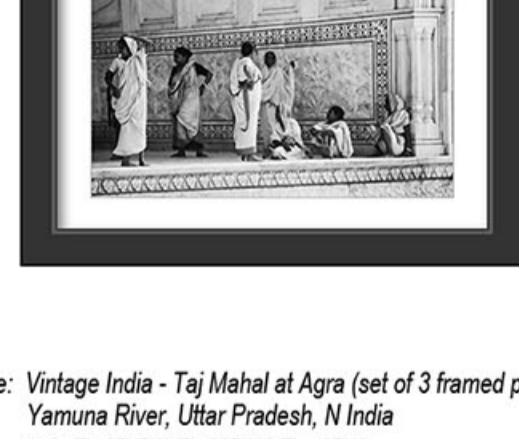 e: Vintage India - Taj Mahal at Agra (set of 3 framed p
Yamuna River, Uttar Pradesh, N India